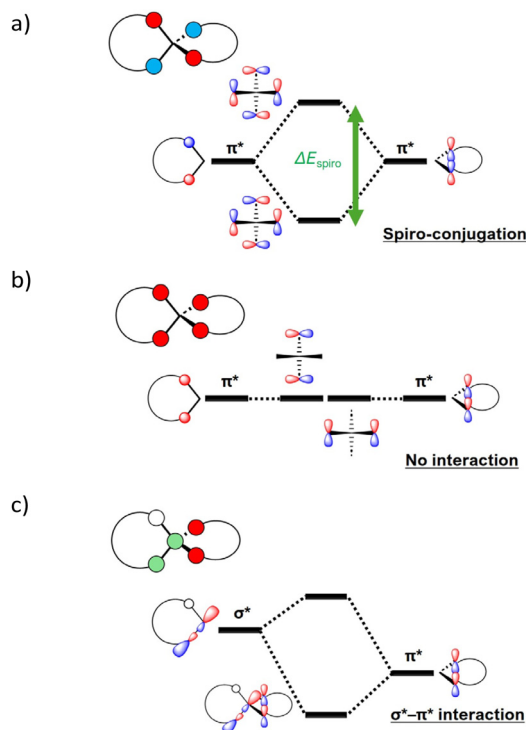 a)
π*
ΔEspiro
π*
Spiro-conjugation
b)
π*
π*
No interaction
c)
σ*
π*
σ*–π* interaction